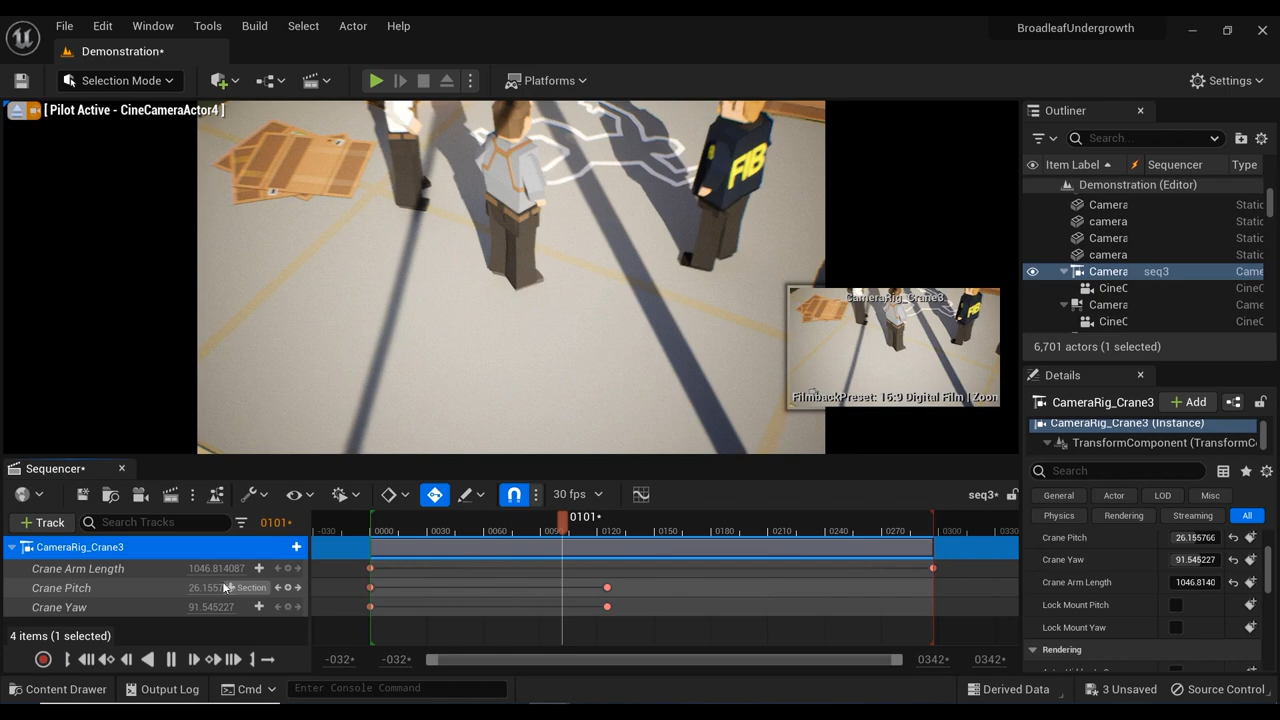 File Edit Window Tools Build Select Actor Help
BroadleafUndergrowth
Demonstration*
Selection Mode
Platforms
Settings
[ Pilot Active - CineCameraActor4 ]
FIB
CameraRig_Crane3
FIB
FilmbackPreset: 16:9 Digital Film | Zoom
Outliner
Search...
Item Label Sequencer Type
Demonstration (Editor)
Camera Static
camera Static
Camera Static
camera Static
Camera seq3 Came
CineC CineC
Camera Came
CineC CineC
6,701 actors (1 selected)
Details
CameraRig_Crane3 Add
CameraRig_Crane3 (Instance)
TransformComponent (TransformCo
Search
General Actor LOD Misc
Physics Rendering Streaming All
Crane Pitch 26.155766
Crane Yaw 91.545227
Crane Arm Length 1046.8140
Lock Mount Pitch
Lock Mount Yaw
Rendering
Sequencer*
30 fps
seq3*
+ Track Search Tracks 0101*
-030 0000 0030 0060 0090 0101* 0120 0150 0180 0210 0240 0270 0300 0330
CameraRig_Crane3
Crane Arm Length 1046.814087
Crane Pitch 26.1557 Section
Crane Yaw 91.545227
4 items (1 selected)
-032* -032* 0342* 0342*
Content Drawer Output Log Cmd Enter Console Command Derived Data 3 Unsaved Source Control